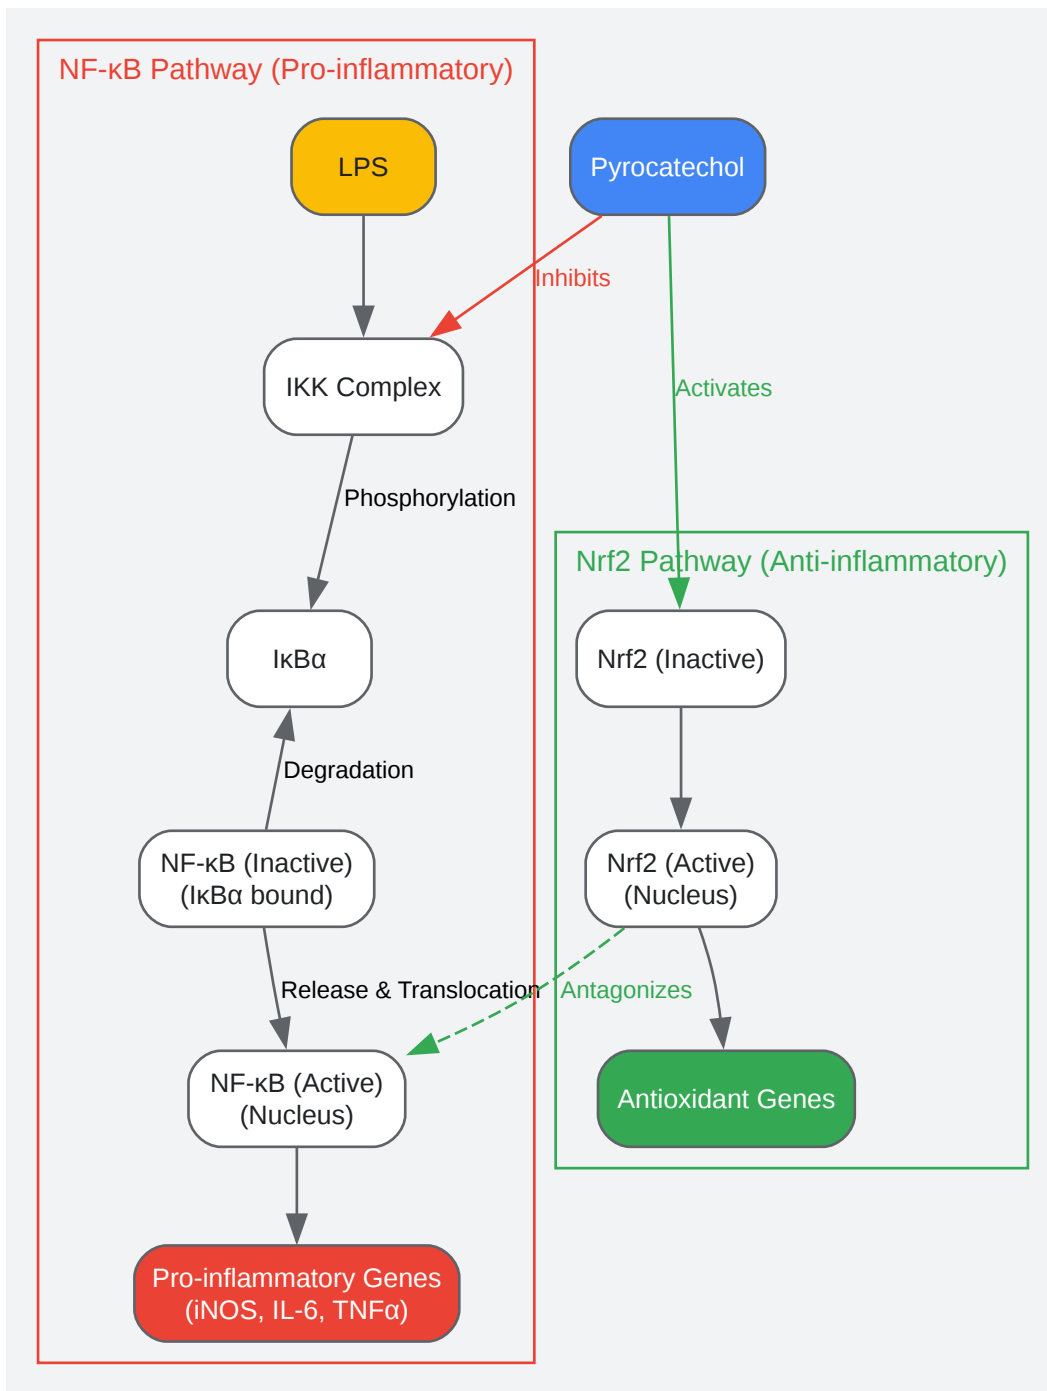 NF-κB Pathway (Pro-inflammatory)
LPS
Pyrocatechol
Inhibits
IKK Complex
Activates
Phosphorylation
Nrf2 Pathway (Anti-inflammatory)
IκBα
Nrf2 (Inactive)
Degradation
NF-κB (Inactive)
(IκBα bound)
Nrf2 (Active)
(Nucleus)
Release & Translocation
Antagonizes
NF-κB (Active)
(Nucleus)
Antioxidant Genes
Pro-inflammatory Genes
(iNOS, IL-6, TNFα)